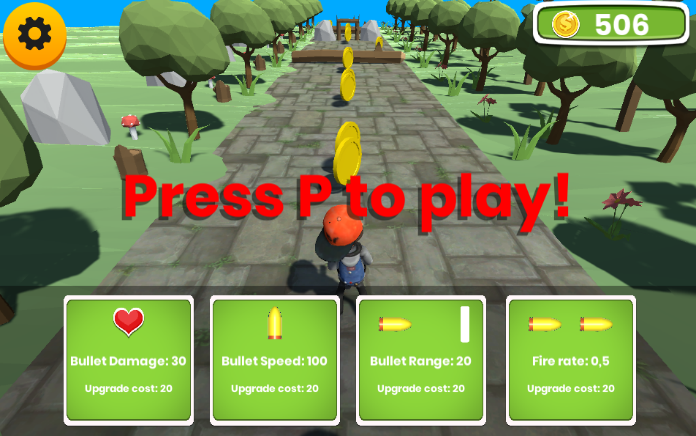 506
Press P to play!
Bullet Damage: 30
Upgrade cost: 20
Bullet Speed: 100
Upgrade cost: 20
Bullet Range: 20
Upgrade cost: 20
Fire rate: 0,5
Upgrade cost: 20